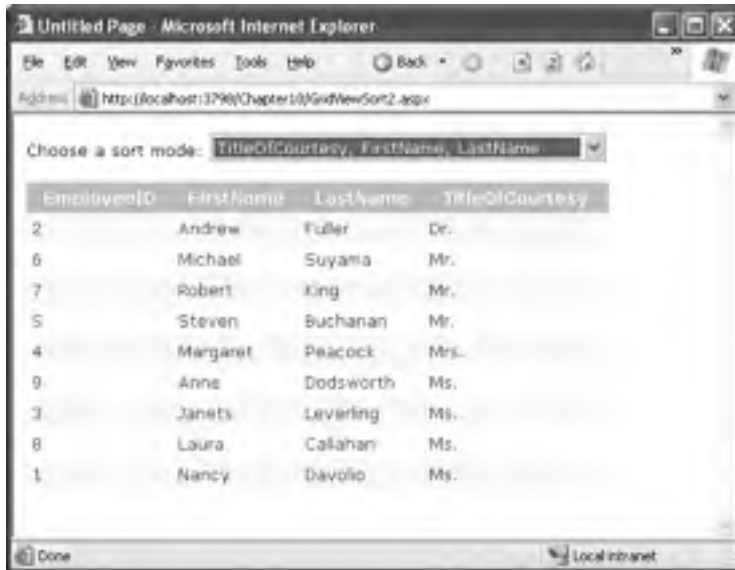 Untitled Page - Microsoft Internet Explorer
File Edit View Favorites Tools Help Back »
Address http://localhost:3798/Chapter10/GridViewSort2.aspx
Choose a sort mode: TitleOfCourtesy, FirstName, LastName
EmployeeID FirstName LastName TitleOfCourtesy
2 Andrew Fuller Dr.
6 Michael Suyama Mr.
7 Robert King Mr.
5 Steven Buchanan Mr.
4 Margaret Peacock Mrs.
9 Anne Dodsworth Ms.
3 Janets Leverling Ms.
8 Laura Callahan Ms.
1 Nancy Davolio Ms.
Done Local intranet